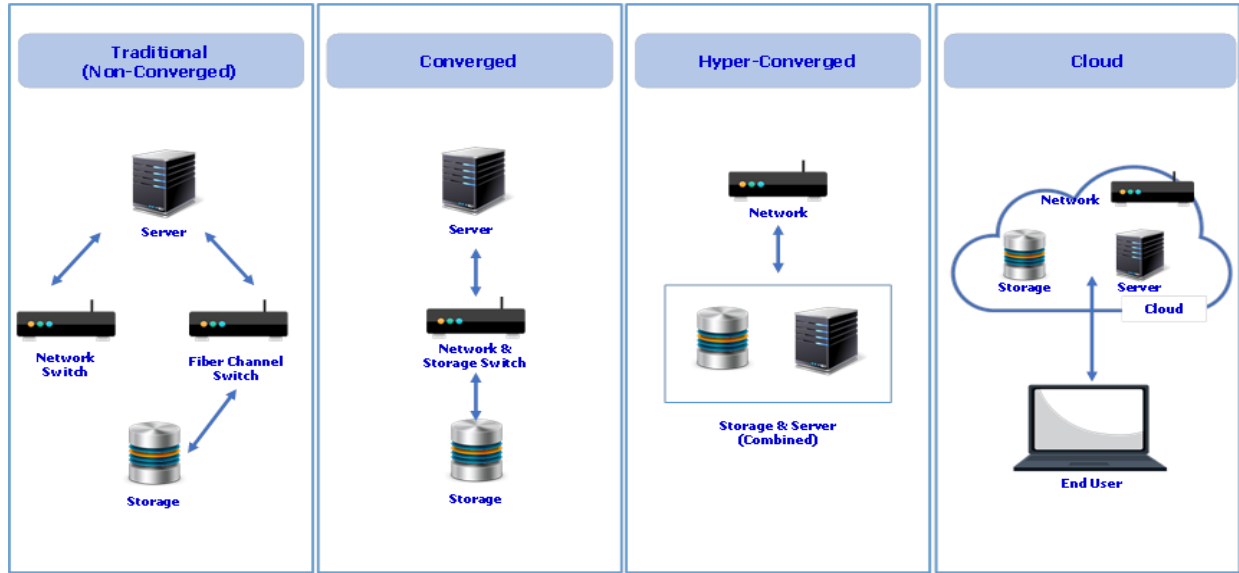 Traditional
(Non-Converged)
Server
Network
Switch
Fiber Channel
Switch
Storage
Converged
Server
Network &
Storage Switch
Storage
Hyper-Converged
Network
Storage & Server
(Combined)
Cloud
Network
Storage
Server
Cloud
End User